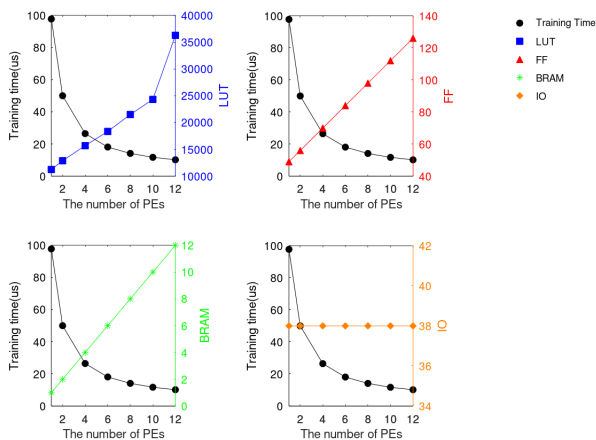 100
80
60
40
20
0
Training time(us)
2 4 6 8 10 12
The number of PEs
40000
35000
30000
25000
20000
15000
10000
LUT
100
80
60
40
20
0
Training time(us)
2 4 6 8 10 12
The number of PEs
140
120
100
80
60
40
FF
Training Time
LUT
FF
BRAM
IO
100
80
60
40
20
0
Training time(us)
2 4 6 8 10 12
The number of PEs
12
10
8
6
4
2
0
BRAM
100
80
60
40
20
0
Training time(us)
2 4 6 8 10 12
The number of PEs
42
40
38
36
34
IO